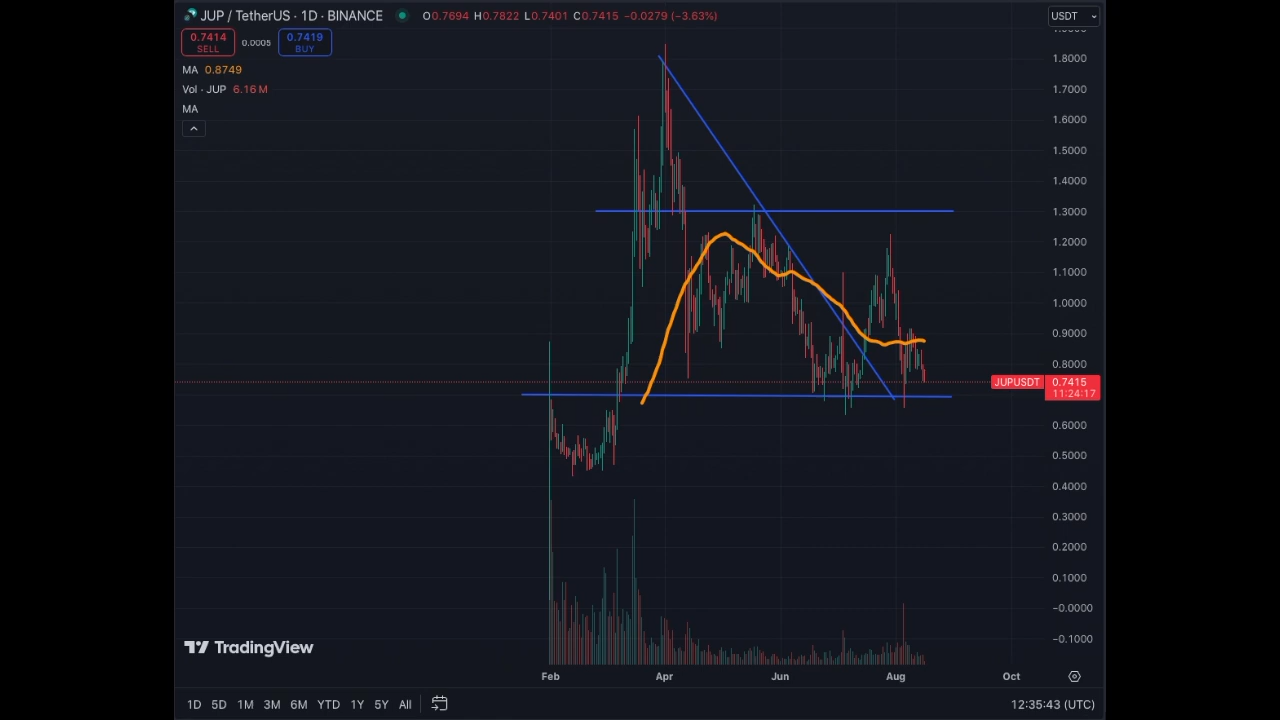 JUP / TetherUS · 1D · BINANCE O0.7694 H0.7822 L0.7401 C0.7415 −0.0279 (−3.63%)
USDT
0.7414 0.0005 0.7419
SELL BUY
MA 0.8749
Vol · JUP 6.16 M
MA
1.8000
1.7000
1.6000
1.5000
1.4000
1.3000
1.2000
1.1000
1.0000
0.9000
0.8000
JUPUSDT 0.7415
11:24:17
0.6000
0.5000
0.4000
0.3000
0.2000
0.1000
−0.0000
−0.1000
TradingView
Feb Apr Jun Aug Oct
1D 5D 1M 3M 6M YTD 1Y 5Y All 12:35:43 (UTC)